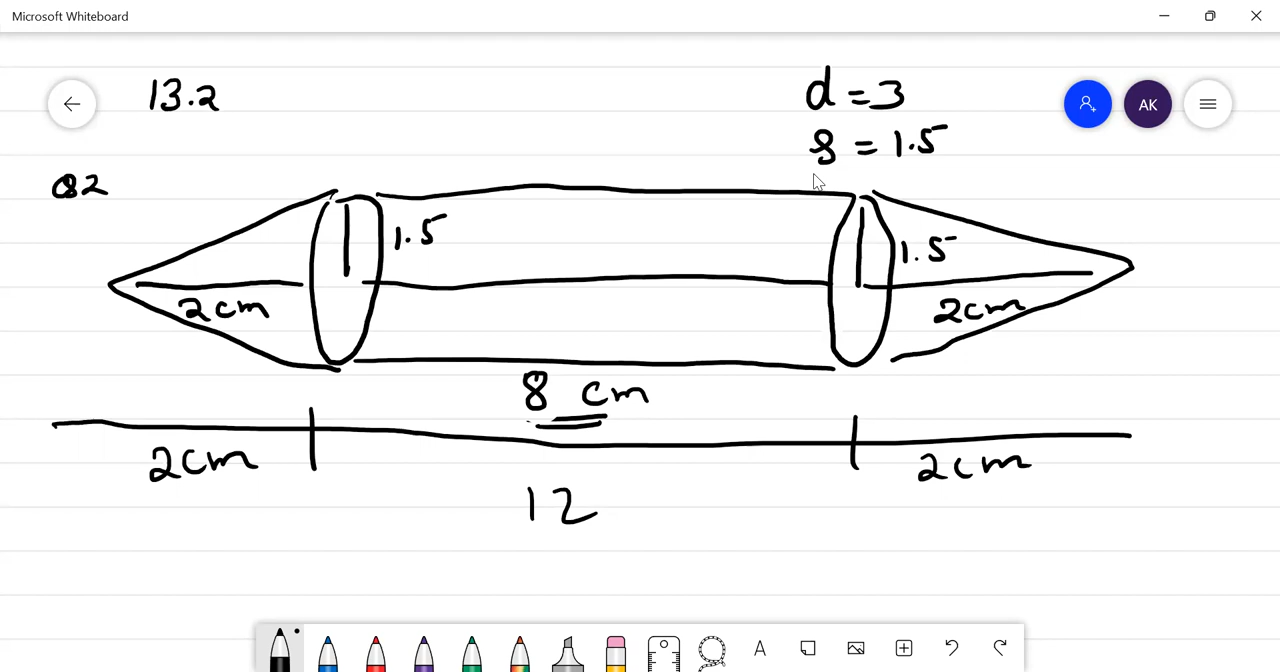 Microsoft Whiteboard
13.2
d = 3
r = 1.5
AK
Q2
1.5
1.5
2cm
2cm
8 cm
2cm
2cm
12
A